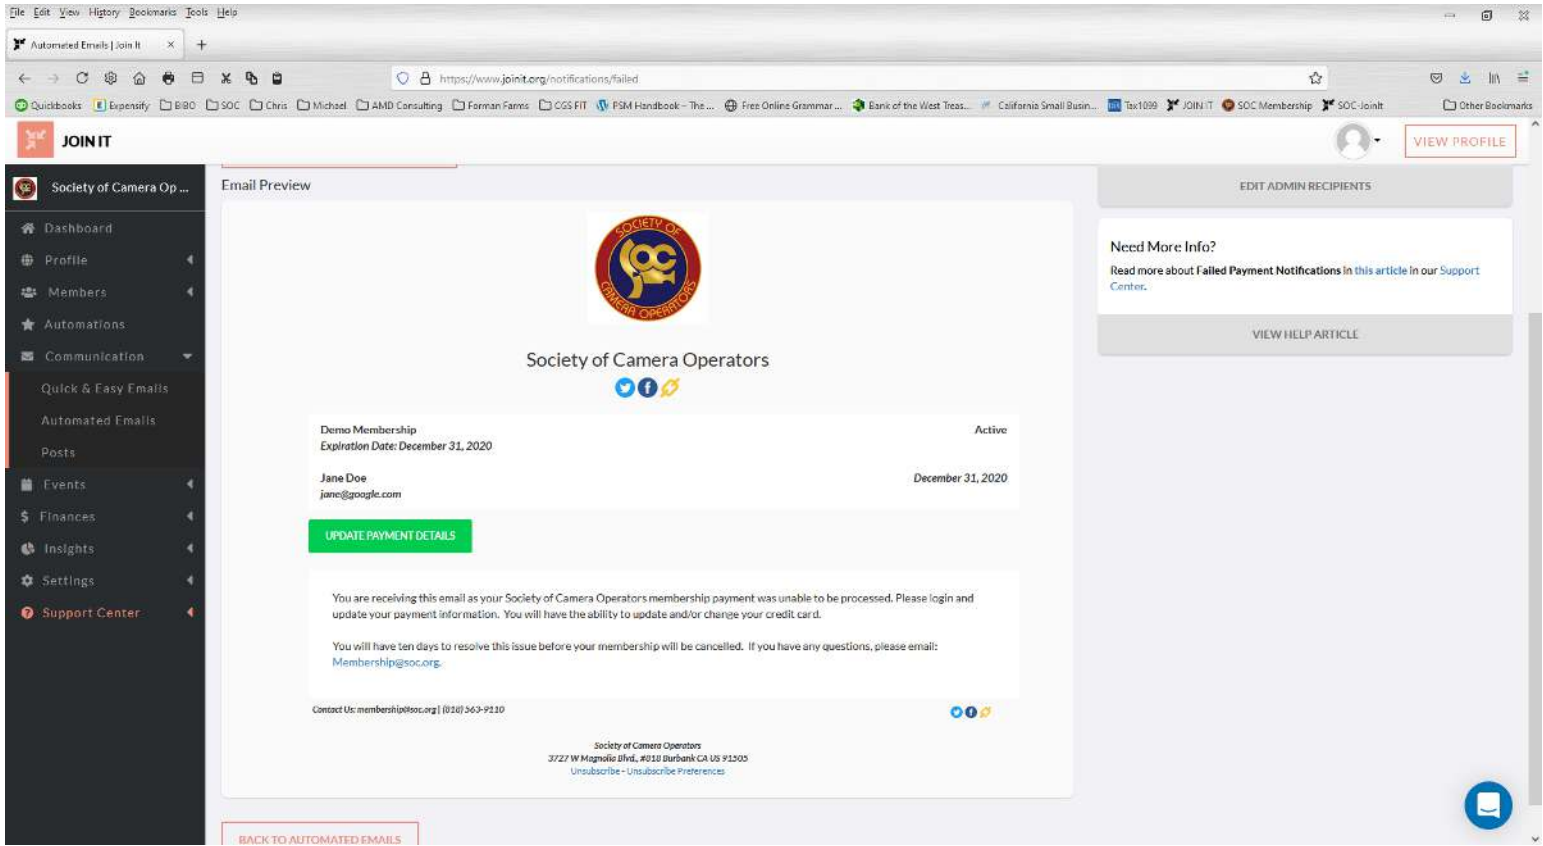 File Edit View History Bookmarks Tools Help
Automated Emails | Join It
https://www.joinit.org/notifications/failed
Quickbooks Expensify BIBO SOC Chris Michael AMD Consulting Forman Farms CGS FIT PSM Handbook - The ... Free Online Grammar ... Bank of the West Treas... California Small Busin... Tax1099 JOIN IT SOC Membership SOC-JoinIt Other Bookmarks
JOIN IT
VIEW PROFILE
Society of Camera Op ...
Dashboard
Profile
Members
Automations
Communication
Quick & Easy Emails
Automated Emails
Posts
Events
Finances
Insights
Settings
Support Center
Email Preview
SOCIETY OF
SOC
CAMERA OPERATORS
Society of Camera Operators
Demo Membership Active
Expiration Date: December 31, 2020
Jane Doe December 31, 2020
jane@google.com
UPDATE PAYMENT DETAILS
You are receiving this email as your Society of Camera Operators membership payment was unable to be processed. Please login and
update your payment information. You will have the ability to update and/or change your credit card.
You will have ten days to resolve this issue before your membership will be cancelled. If you have any questions, please email:
Membership@soc.org.
Contact Us: membership@soc.org | (818) 563-9110
Society of Camera Operators
3727 W Magnolia Blvd., #818 Burbank CA US 91505
Unsubscribe - Unsubscribe Preferences
BACK TO AUTOMATED EMAILS
EDIT ADMIN RECIPIENTS
Need More Info?
Read more about Failed Payment Notifications in this article in our Support
Center.
VIEW HELP ARTICLE